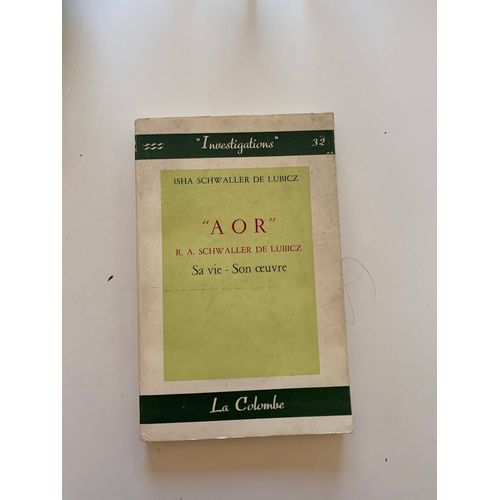 "Investigations" 32
ISHA SCHWALLER DE LUBICZ
"AOR"
R. A. SCHWALLER DE LUBICZ
Sa vie - Son œuvre
La Colombe